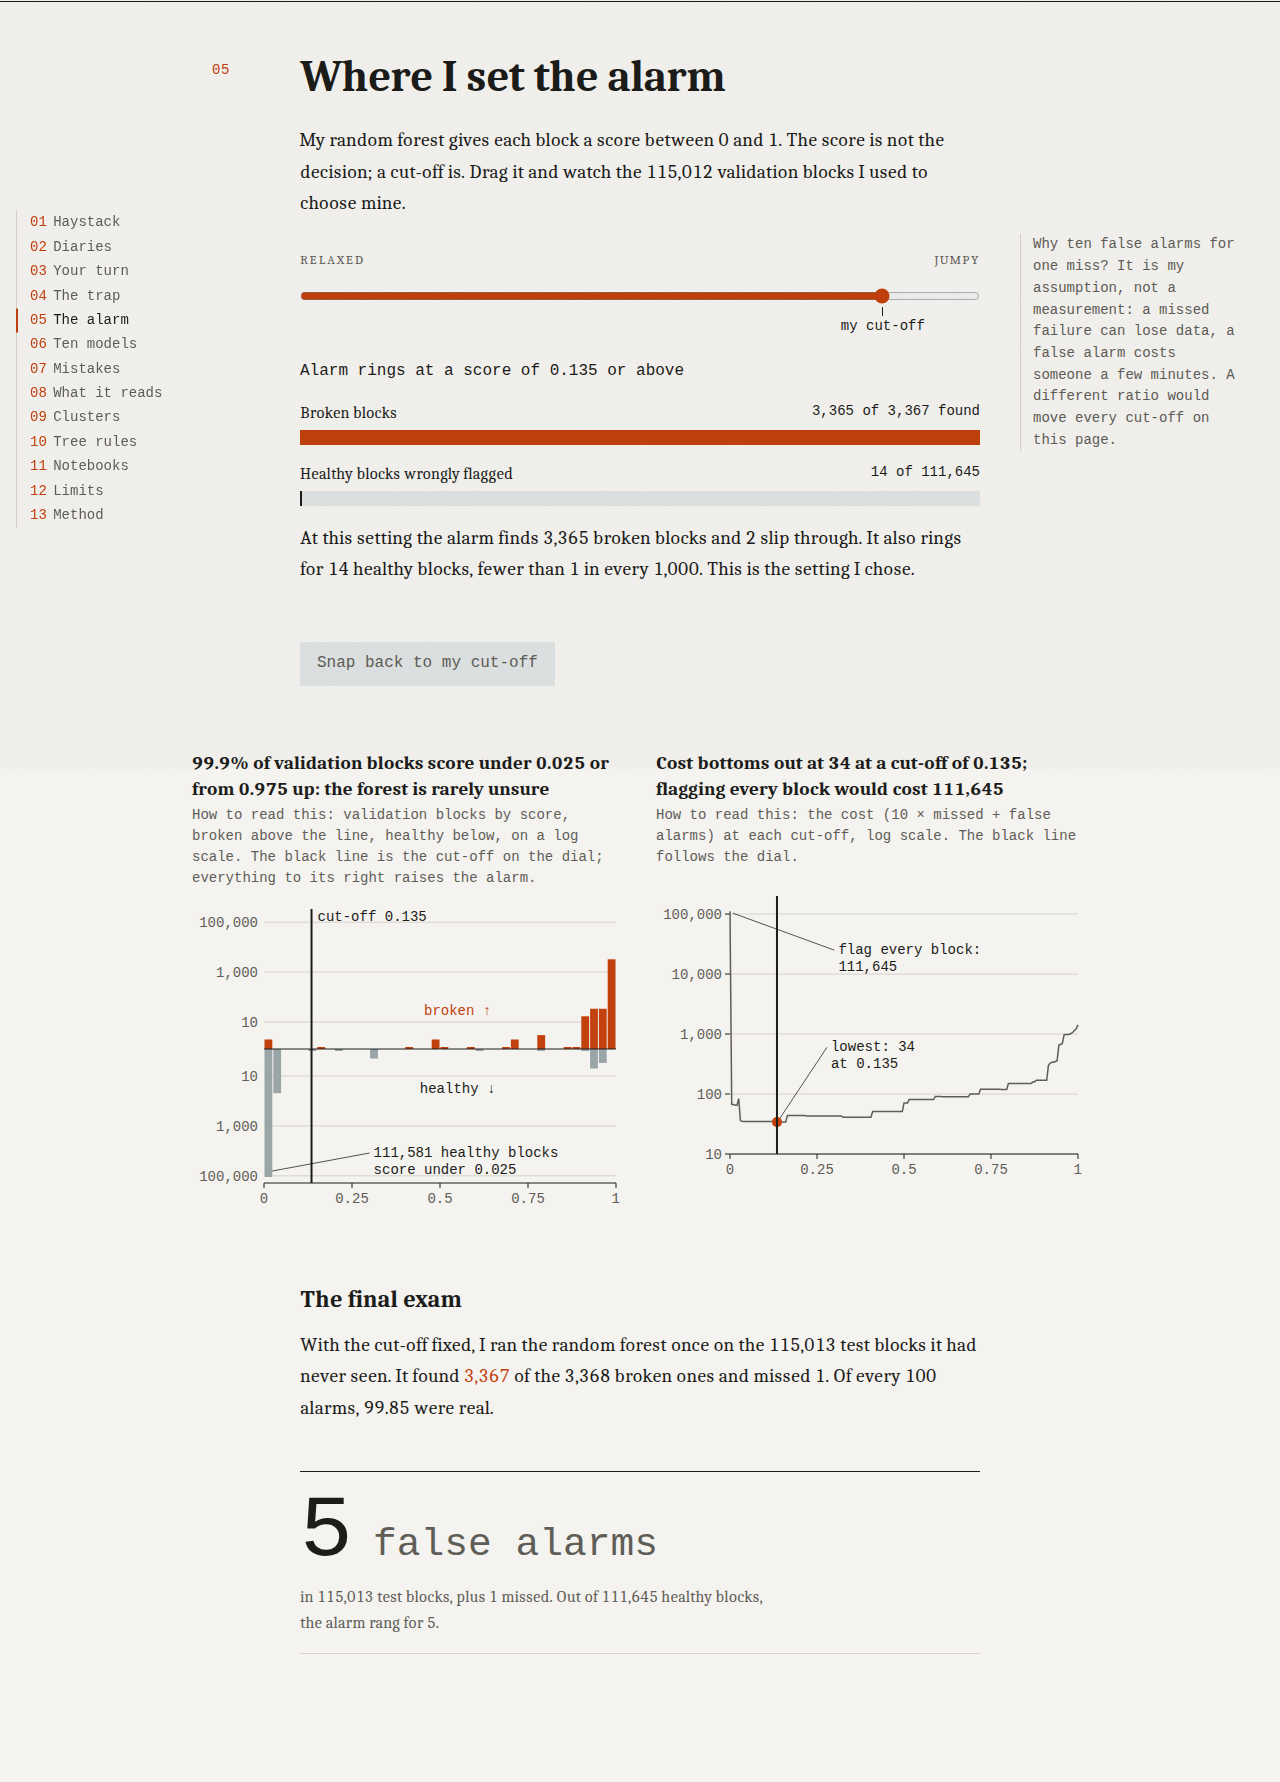 05
Where I set the alarm
My random forest gives each block a score between 0 and 1. The score is not the
decision; a cut-off is. Drag it and watch the 115,012 validation blocks I used to
choose mine.
01 Haystack
02 Diaries
03 Your turn
04 The trap
05 The alarm
06 Ten models
07 Mistakes
08 What it reads
09 Clusters
10 Tree rules
11 Notebooks
12 Limits
13 Method
RELAXED
JUMPY
my cut-off
Alarm rings at a score of 0.135 or above
Broken blocks
3,365 of 3,367 found
Healthy blocks wrongly flagged
14 of 111,645
At this setting the alarm finds 3,365 broken blocks and 2 slip through. It also rings
for 14 healthy blocks, fewer than 1 in every 1,000. This is the setting I chose.
Snap back to my cut-off
Why ten false alarms for
one miss? It is my
assumption, not a
measurement: a missed
failure can lose data, a
false alarm costs
someone a few minutes. A
different ratio would
move every cut-off on
this page.
99.9% of validation blocks score under 0.025 or
from 0.975 up: the forest is rarely unsure
How to read this: validation blocks by score,
broken above the line, healthy below, on a log
scale. The black line is the cut-off on the dial;
everything to its right raises the alarm.
100,000
1,000
10
10
1,000
100,000
cut-off 0.135
broken ↑
healthy ↓
111,581 healthy blocks
score under 0.025
0
0.25
0.5
0.75
1
Cost bottoms out at 34 at a cut-off of 0.135;
flagging every block would cost 111,645
How to read this: the cost (10 × missed + false
alarms) at each cut-off, log scale. The black line
follows the dial.
100,000
10,000
1,000
100
10
flag every block:
111,645
lowest: 34
at 0.135
0
0.25
0.5
0.75
1
The final exam
With the cut-off fixed, I ran the random forest once on the 115,013 test blocks it had
never seen. It found 3,367 of the 3,368 broken ones and missed 1. Of every 100
alarms, 99.85 were real.
5 false alarms
in 115,013 test blocks, plus 1 missed. Out of 111,645 healthy blocks,
the alarm rang for 5.